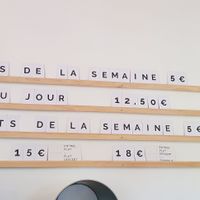 S DE LA SEMAINE 5€
U JOUR 12.50€
TS DE LA SEMAINE 5€
15€ 18€